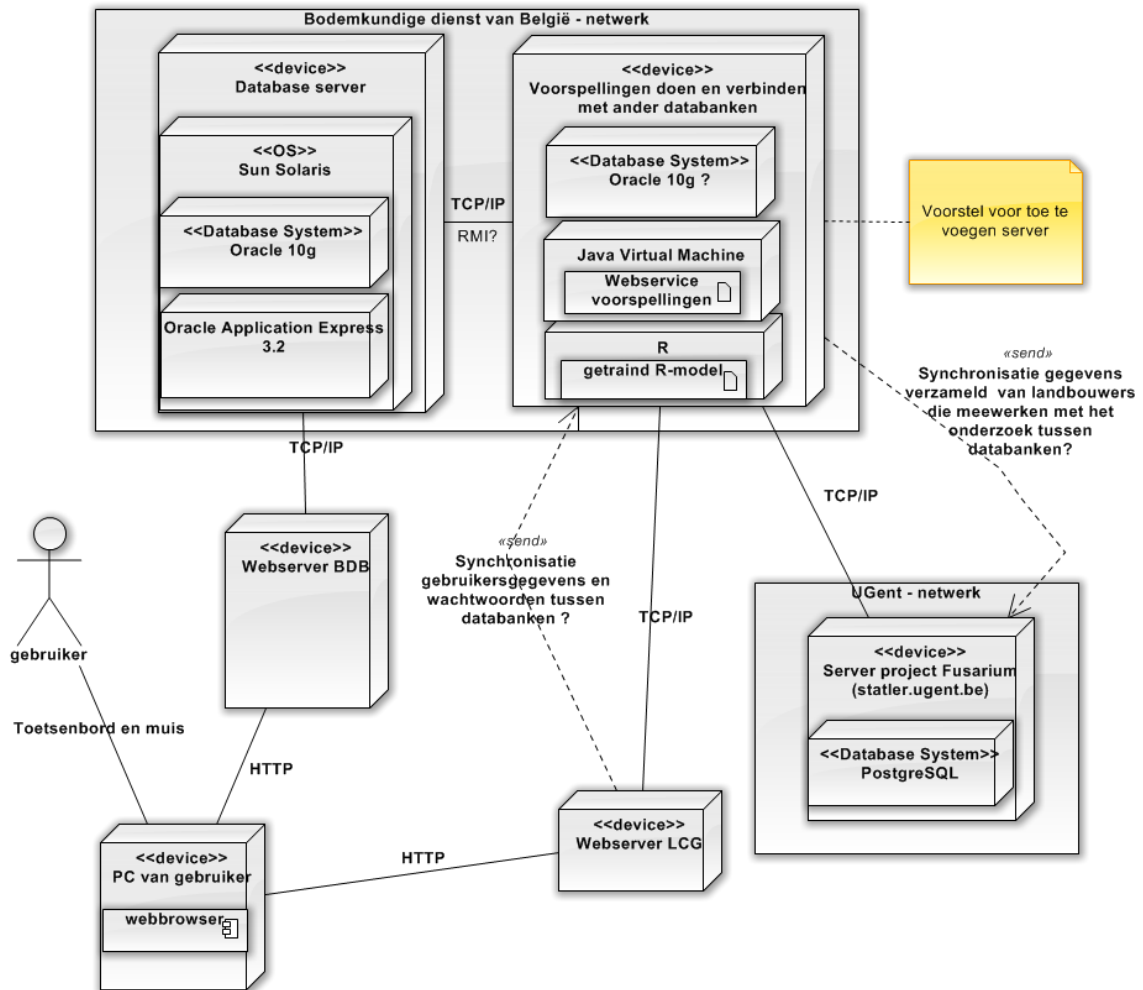 Bodemkundige dienst van België - netwerk
<<device>>
Database server
<<OS>>
Sun Solaris
<<Database System>>
Oracle 10g
Oracle Application Express
3.2
TCP/IP
RMI?
<<device>>
Voorspellingen doen en verbinden
met ander databanken
<<Database System>>
Oracle 10g ?
Java Virtual Machine
Webservice
voorspellingen
R
getraind R-model
Voorstel voor toe te
voegen server
«send»
Synchronisatie gegevens
verzameld van landbouwers
die meewerken met het
onderzoek tussen
databanken?
TCP/IP
TCP/IP
<<device>>
Webserver BDB
«send»
Synchronisatie
gebruikersgegevens en
wachtwoorden tussen
databanken ?
TCP/IP
UGent - netwerk
<<device>>
Server project Fusarium
(statler.ugent.be)
<<Database System>>
PostgreSQL
gebruiker
Toetsenbord en muis
HTTP
<<device>>
Webserver LCG
HTTP
<<device>>
PC van gebruiker
webbrowser